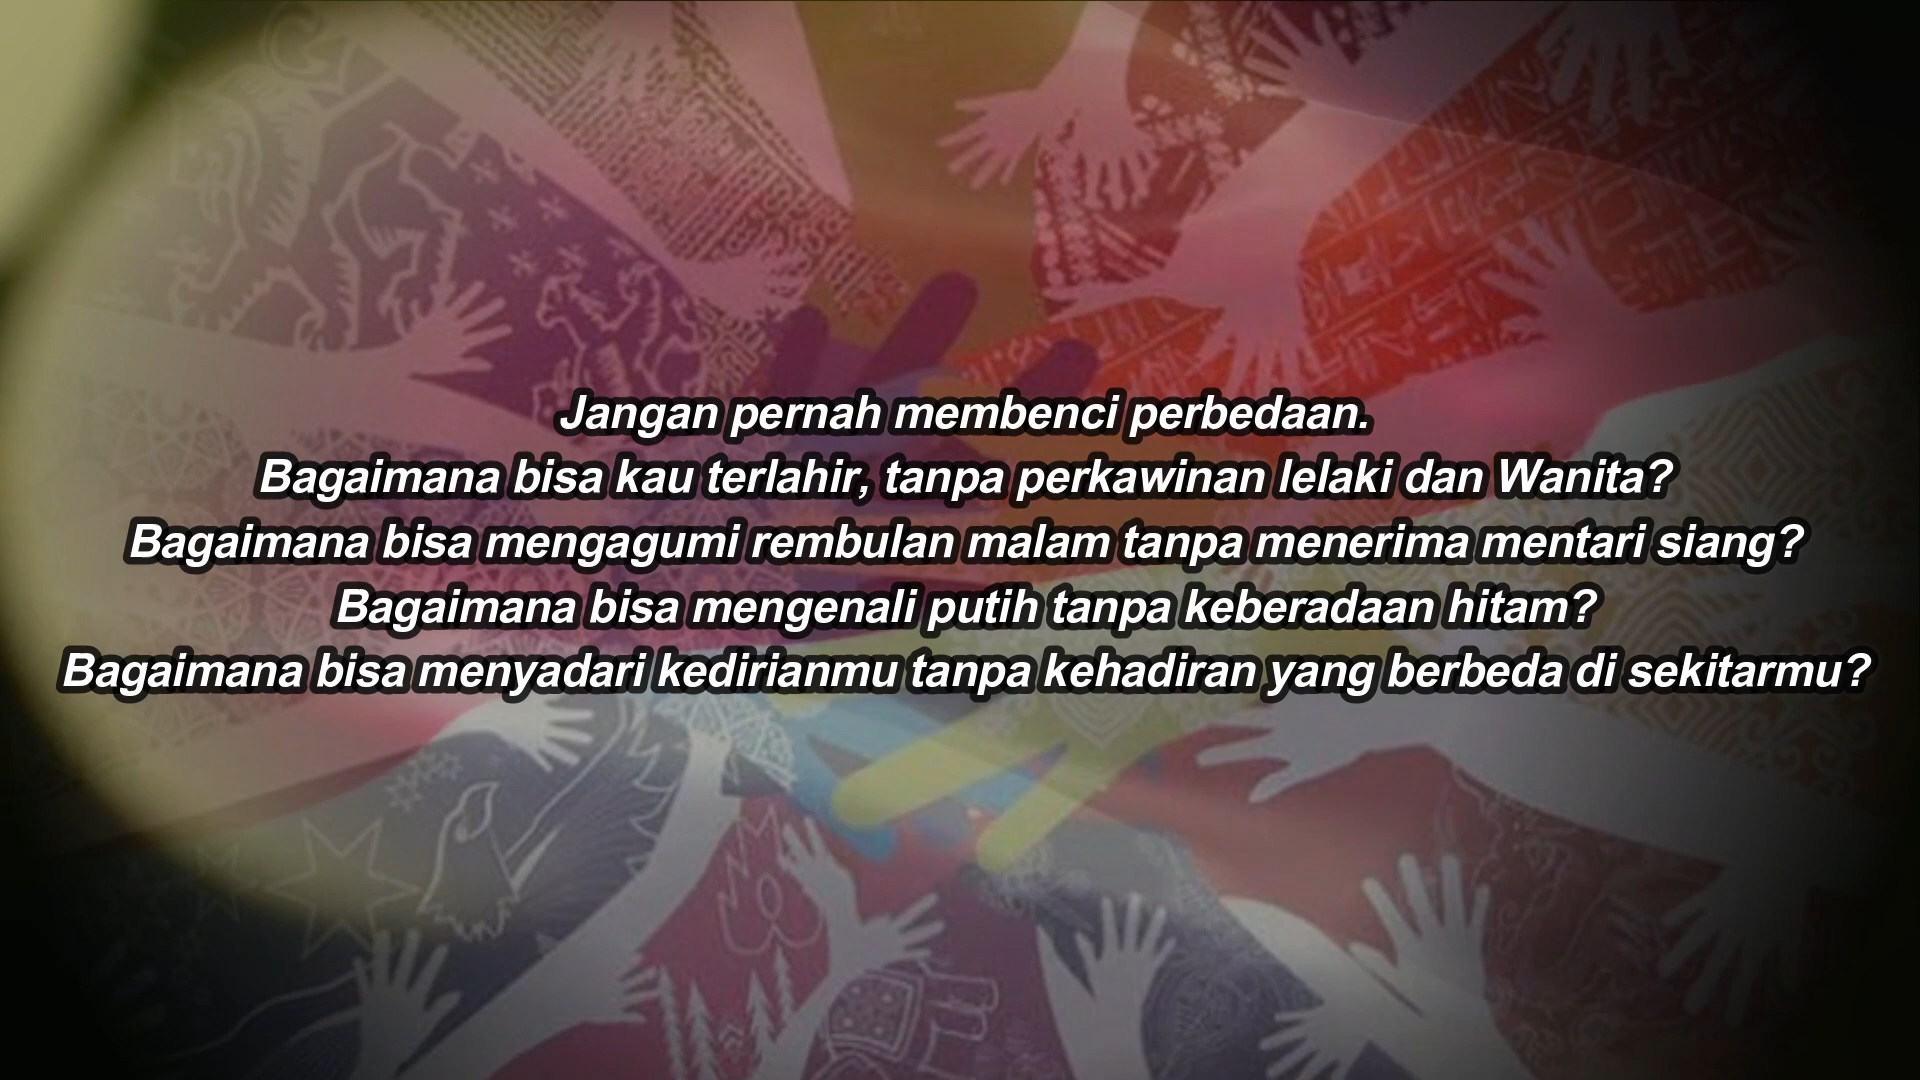 Jangan pernah membenci perbedaan.
Bagaimana bisa kau terlahir, tanpa perkawinan lelaki dan Wanita?
Bagaimana bisa mengagumi rembulan malam tanpa menerima mentari siang?
Bagaimana bisa mengenali putih tanpa keberadaan hitam?
Bagaimana bisa menyadari kedirianmu tanpa kehadiran yang berbeda di sekitarmu?